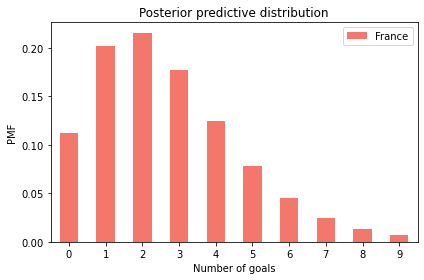 Posterior predictive distribution
France
PMF
0.20
0.15
0.10
0.05
0.00
0 1 2 3 4 5 6 7 8 9
Number of goals